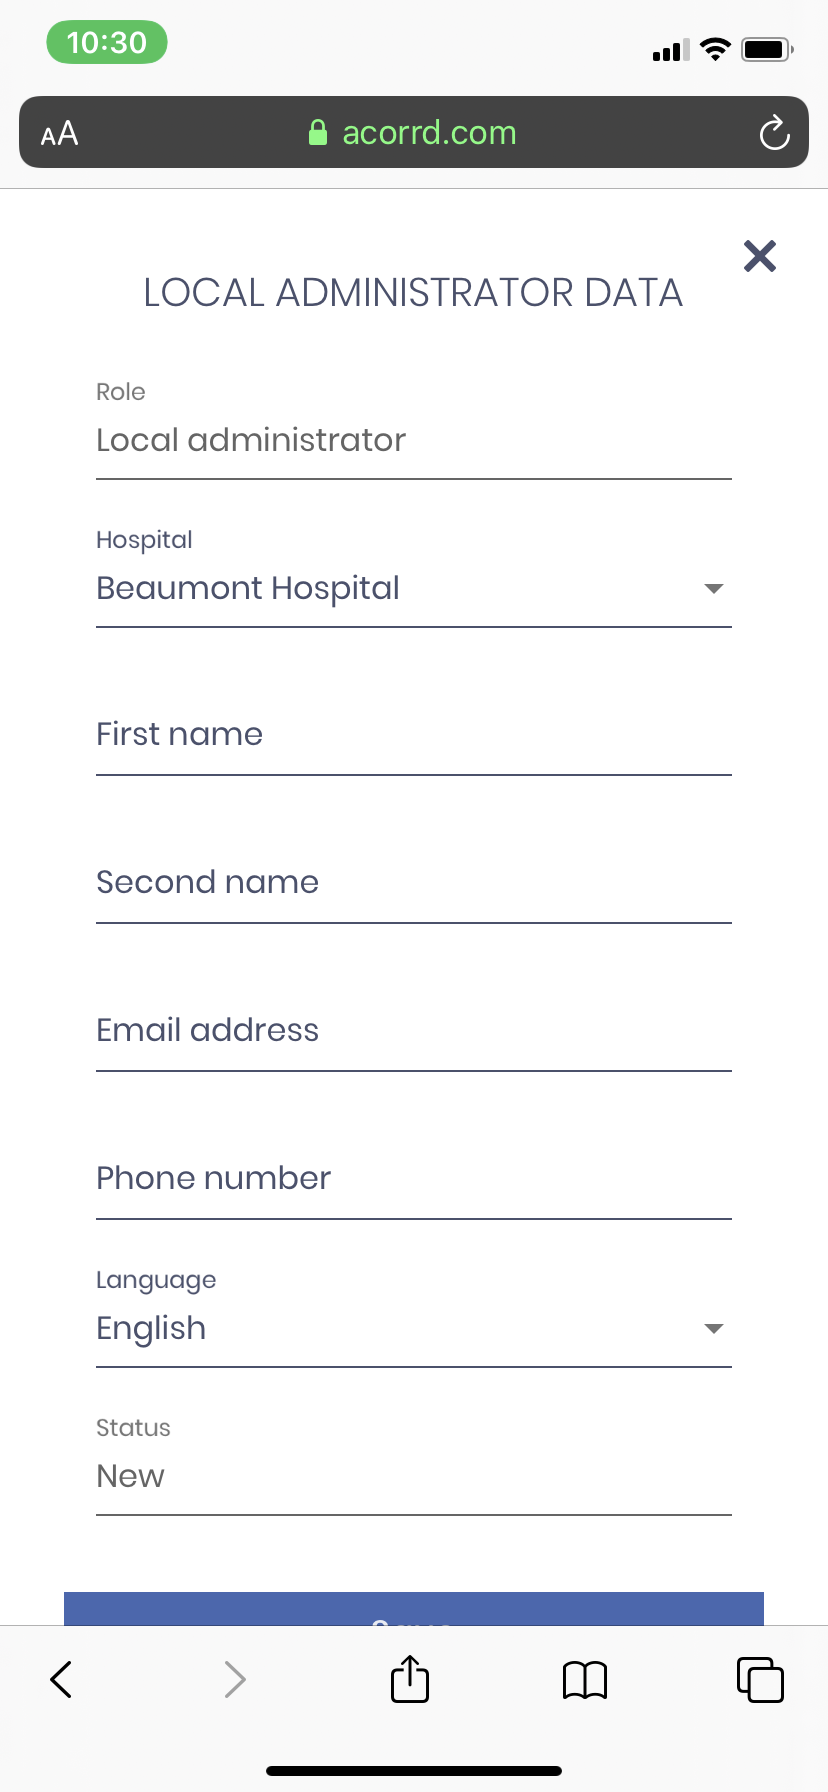 10:30
AA
acorrd.com
LOCAL ADMINISTRATOR DATA
Role
Local administrator
Hospital
Beaumont Hospital
First name
Second name
Email address
Phone number
Language
English
Status
New